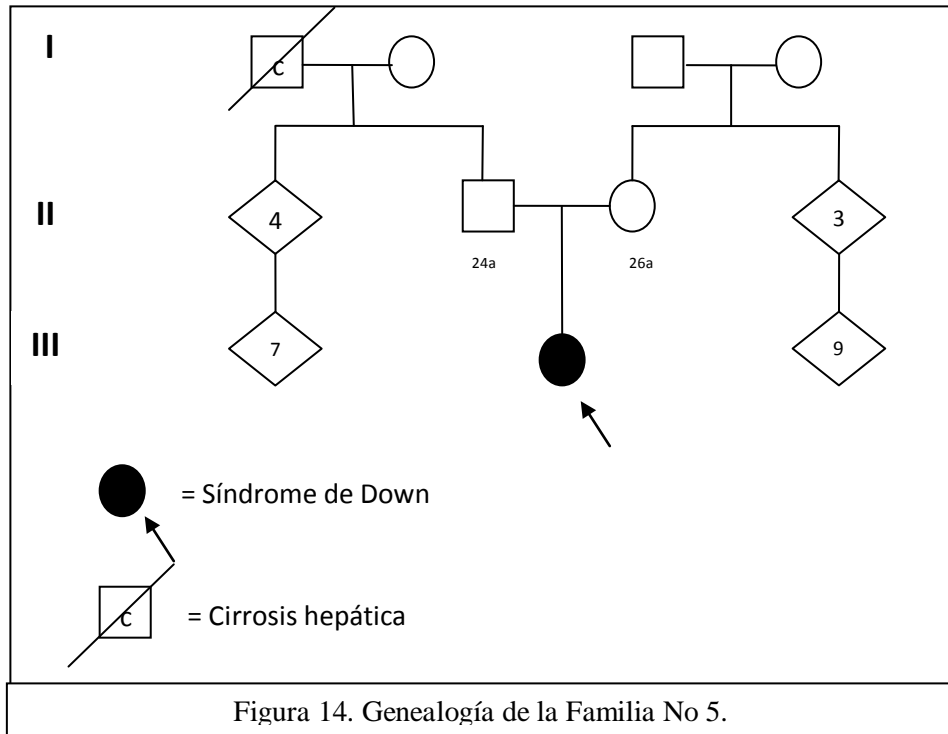 I
C
II
4
3
24a
26a
III
7
9
= Síndrome de Down
C
= Cirrosis hepática
Figura 14. Genealogía de la Familia No 5.